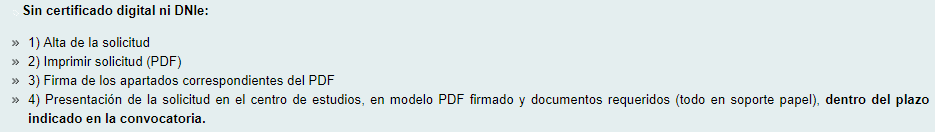 Sin certificado digital ni DNIe:
» 1) Alta de la solicitud
» 2) Imprimir solicitud (PDF)
» 3) Firma de los apartados correspondientes del PDF
» 4) Presentación de la solicitud en el centro de estudios, en modelo PDF firmado y documentos requeridos (todo en soporte papel), dentro del plazo
indicado en la convocatoria.